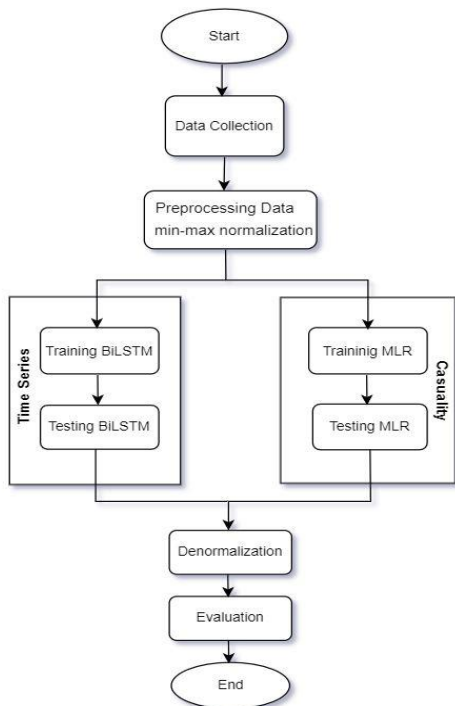 Start
Data Collection
Preprocessing Data
min-max normalization
Time Series
Training BiLSTM
Testing BiLSTM
Traininig MLR
Testing MLR
Casuality
Denormalization
Evaluation
End